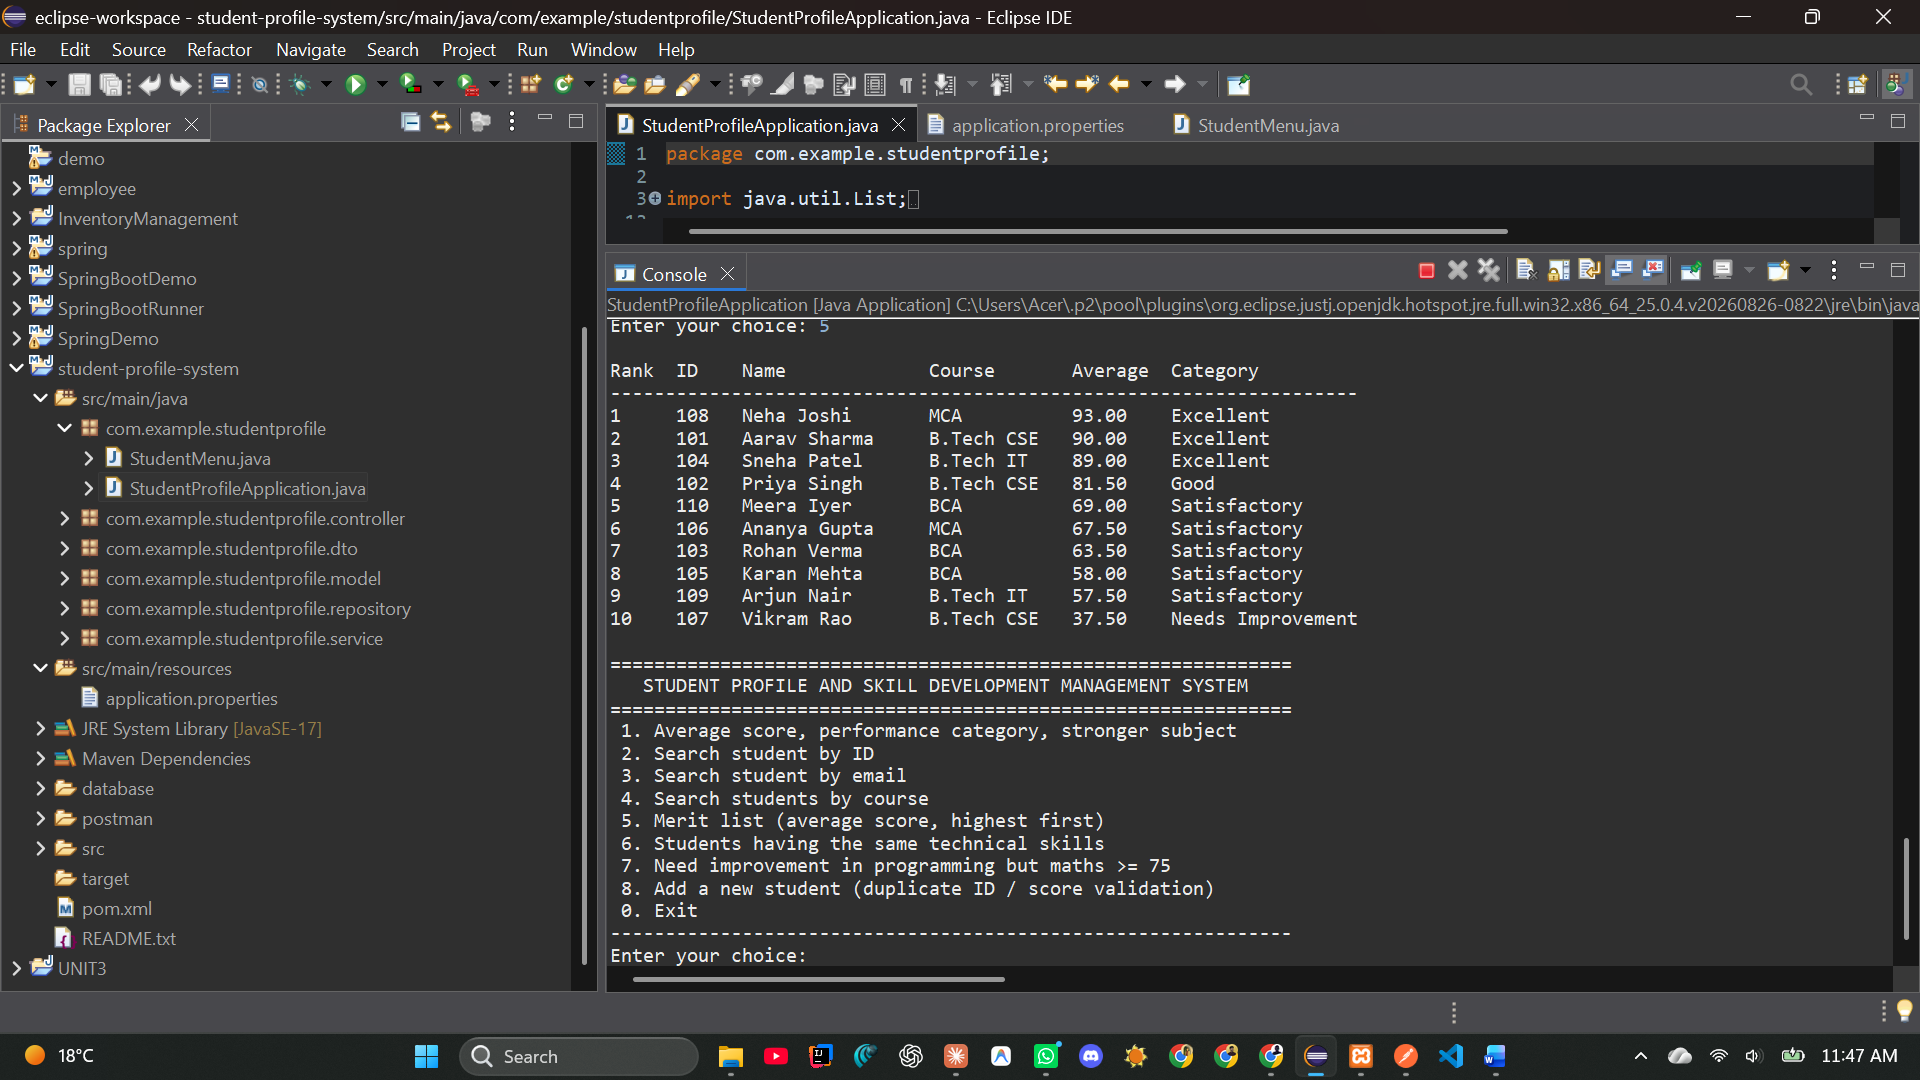 eclipse-workspace - student-profile-system/src/main/java/com/example/studentprofile/StudentProfileApplication.java - Eclipse IDE
File Edit Source Refactor Navigate Search Project Run Window Help
Package Explorer
demo
employee
InventoryManagement
spring
SpringBootDemo
SpringBootRunner
SpringDemo
student-profile-system
src/main/java
com.example.studentprofile
StudentMenu.java
StudentProfileApplication.java
com.example.studentprofile.controller
com.example.studentprofile.dto
com.example.studentprofile.model
com.example.studentprofile.repository
com.example.studentprofile.service
src/main/resources
application.properties
JRE System Library [JavaSE-17]
Maven Dependencies
database
postman
src
target
pom.xml
README.txt
UNIT3
StudentProfileApplication.java application.properties StudentMenu.java
1 package com.example.studentprofile;
2
3 import java.util.List;
Console
StudentProfileApplication [Java Application] C:\Users\Acer\.p2\pool\plugins\org.eclipse.justj.openjdk.hotspot.jre.full.win32.x86_64_25.0.4.v20260826-0822\jre\bin\java
Enter your choice: 5
Rank ID Name Course Average Category
--------------------------------------------------------------------
1 108 Neha Joshi MCA 93.00 Excellent
2 101 Aarav Sharma B.Tech CSE 90.00 Excellent
3 104 Sneha Patel B.Tech IT 89.00 Excellent
4 102 Priya Singh B.Tech CSE 81.50 Good
5 110 Meera Iyer BCA 69.00 Satisfactory
6 106 Ananya Gupta MCA 67.50 Satisfactory
7 103 Rohan Verma BCA 63.50 Satisfactory
8 105 Karan Mehta BCA 58.00 Satisfactory
9 109 Arjun Nair B.Tech IT 57.50 Satisfactory
10 107 Vikram Rao B.Tech CSE 37.50 Needs Improvement
==============================================================
STUDENT PROFILE AND SKILL DEVELOPMENT MANAGEMENT SYSTEM
==============================================================
1. Average score, performance category, stronger subject
2. Search student by ID
3. Search student by email
4. Search students by course
5. Merit list (average score, highest first)
6. Students having the same technical skills
7. Need improvement in programming but maths >= 75
8. Add a new student (duplicate ID / score validation)
0. Exit
--------------------------------------------------------------
Enter your choice:
18°C
Search
11:47 AM